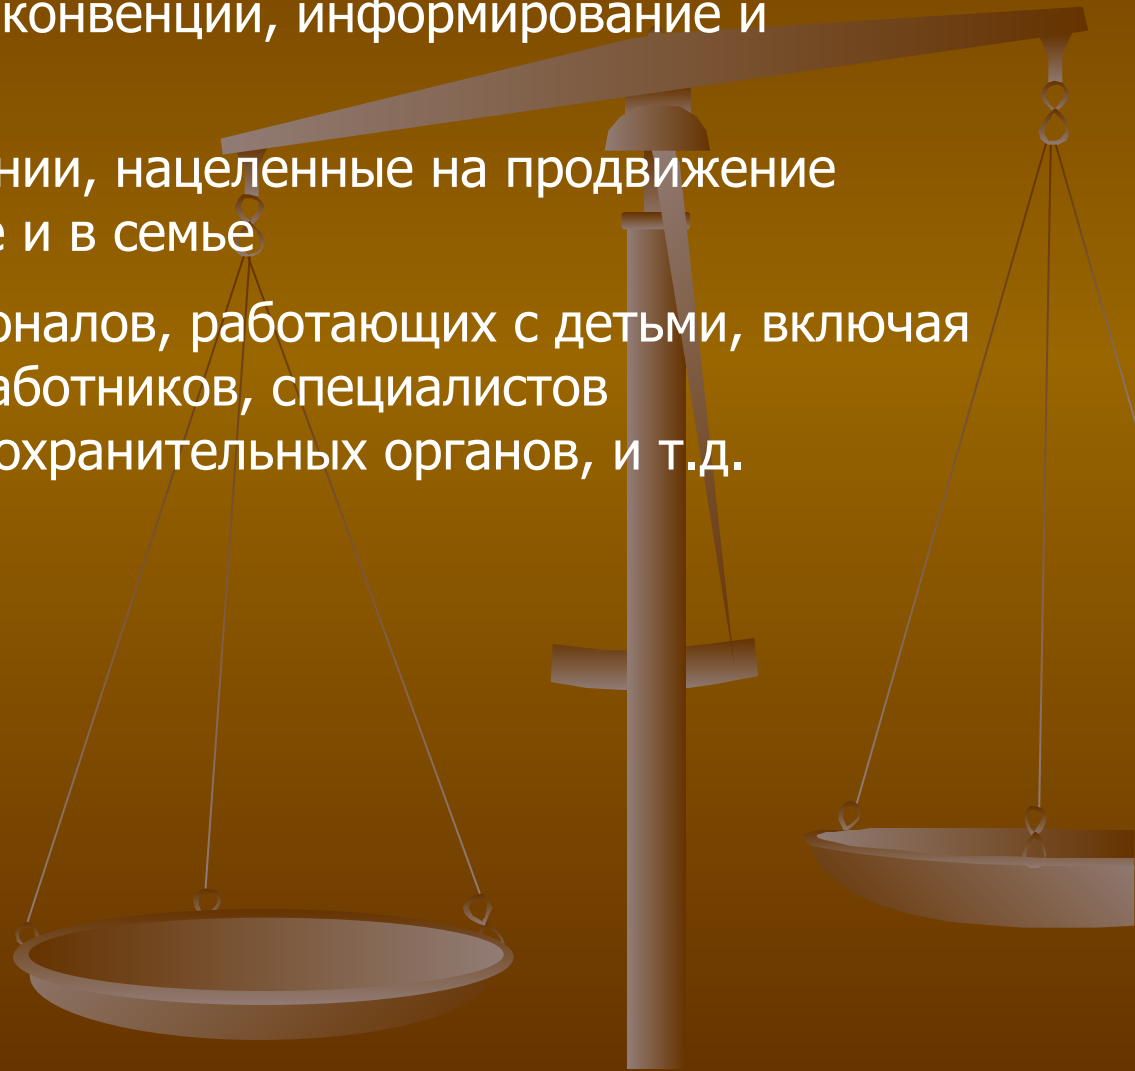 конвенции, информирование и
нии, нацеленные на продвижение
е и в семье
оналов, работающих с детьми, включая
аботников, специалистов
охранительных органов, и т.д.